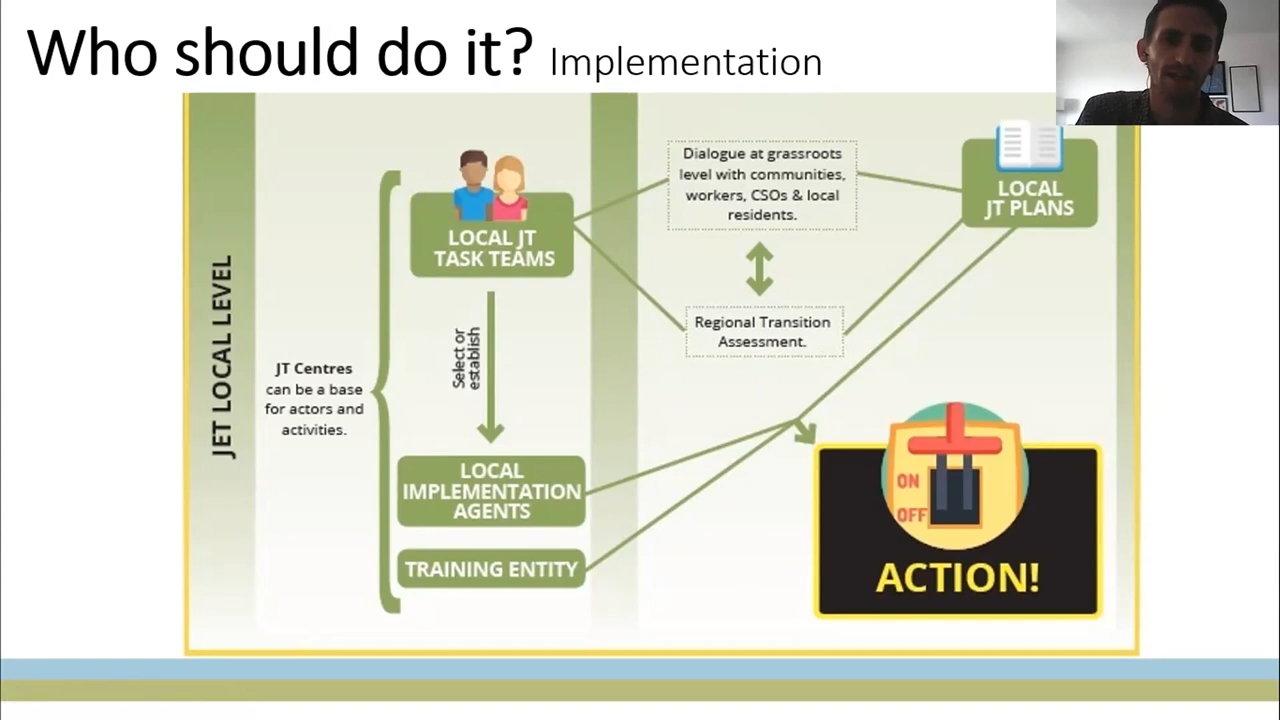 Who should do it? Implementation
JET LOCAL LEVEL
JT Centres
can be a base
for actors and
activities.
LOCAL JT
TASK TEAMS
Select or
establish
LOCAL
IMPLEMENTATION
AGENTS
TRAINING ENTITY
Dialogue at grassroots
level with communities,
workers, CSOs & local
residents.
Regional Transition
Assessment.
LOCAL
JT PLANS
ON
OFF
ACTION!